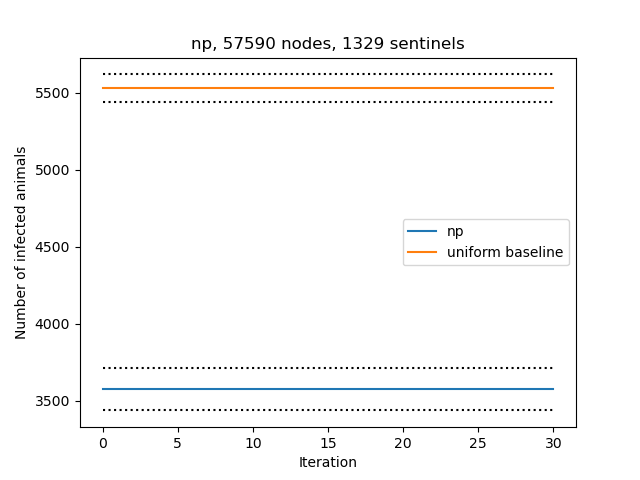 np, 57590 nodes, 1329 sentinels
Number of infected animals
5500
5000
4500
4000
3500
np
uniform baseline
0 5 10 15 20 25 30
Iteration